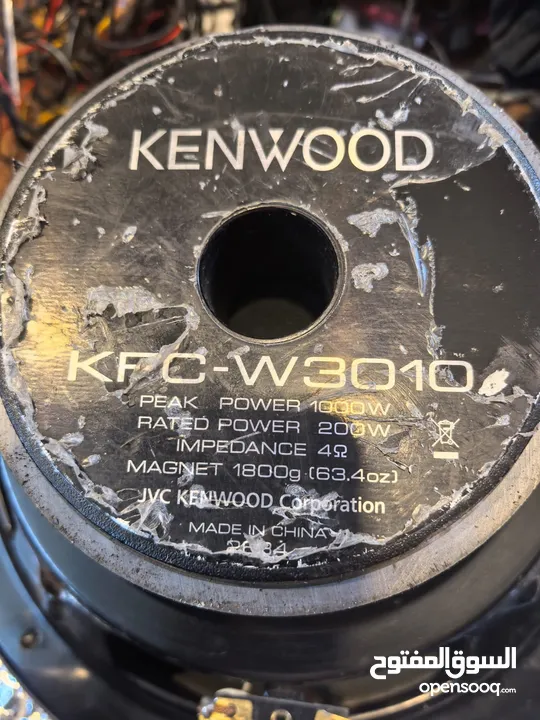 KENWOOD
KFC-W3010
PEAK POWER 1000W
RATED POWER 200W
IMPEDANCE 4Ω
MAGNET 1800g (63.4oz)
JVC KENWOOD Corporation
MADE IN CHINA
السوق المفتوح
opensooq.com